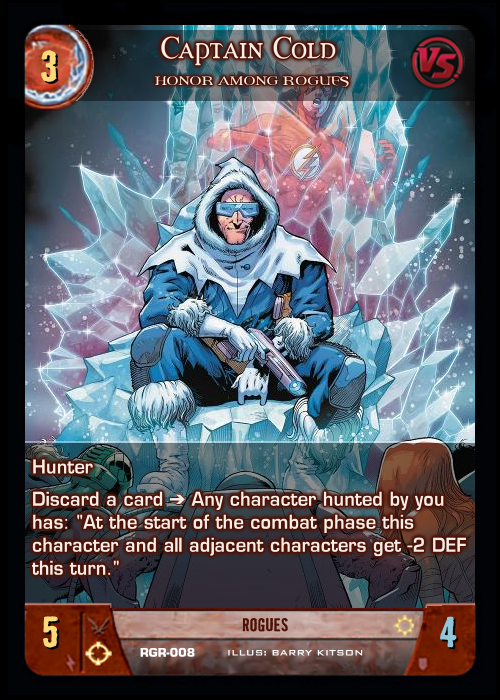 3
Captain Cold
VS
HONOR AMONG ROGUES
Hunter
Discard a card ➔ Any character hunted by you
has: "At the start of the combat phase this
character and all adjacent characters get -2 DEF
this turn."
5
ROGUES
4
RGR-008 ILLUS: BARRY KITSON